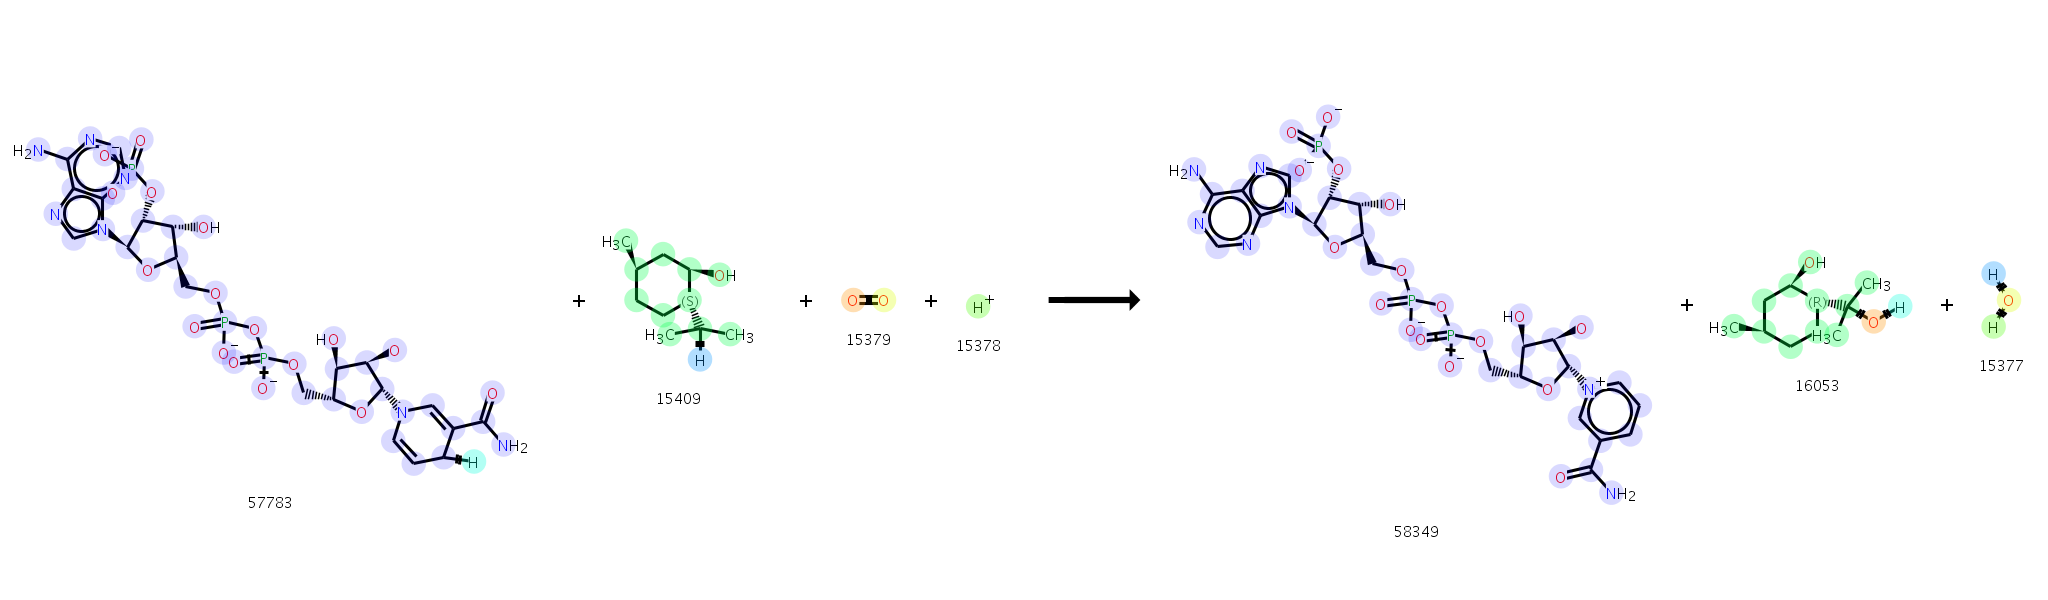 N O
H₂N O⁻ P
N
O O
N
N OH
O
O
O P O
HO O⁻ O P O O
O⁻
O
N O
NH₂
H
57783
+
H₃C
OH
(S)
H₃C CH₃
H
15409
+
O O
15379
+
H⁺
15378
O⁻
O
P
H₂N N O⁻ O
N N OH
N O
O
O P O
HO O⁻ O P O O
O⁻
O
N⁺
O
NH₂
58349
+
OH
CH₃
(R) H
H₃C O
H₃C
16053
+
H
O
H
15377